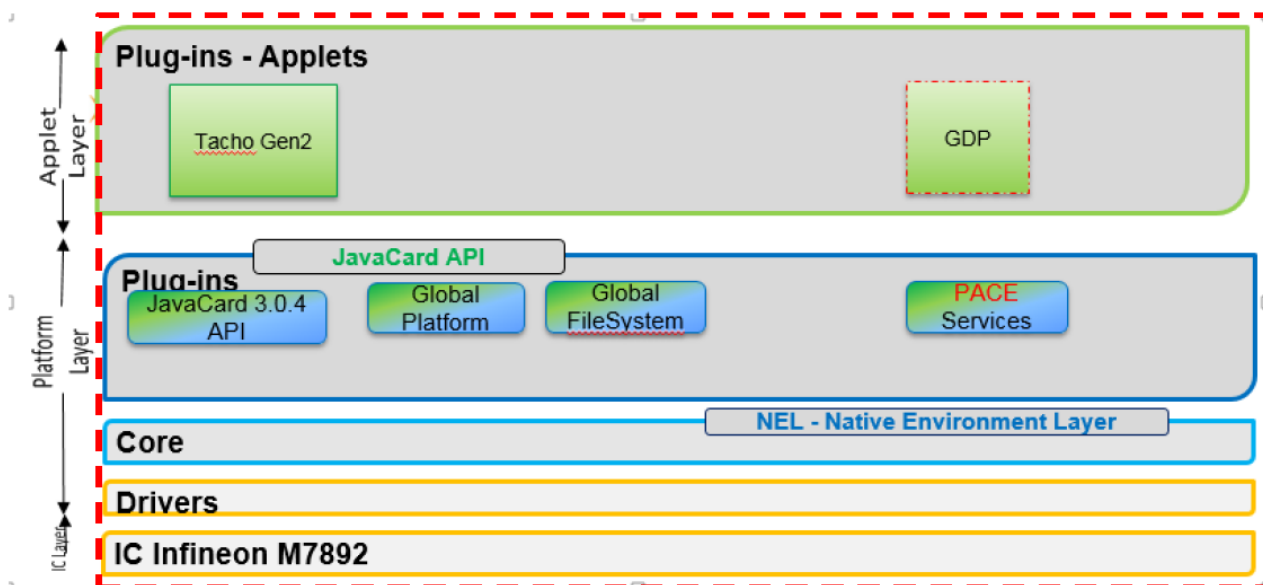 Plug-ins - Applets
Tacho Gen2
GDP
Applet
Layer
JavaCard API
Plug-ins
JavaCard 3.0.4
API
Global
Platform
Global
FileSystem
PACE
Services
Platform
Layer
NEL - Native Environment Layer
Core
Drivers
IC Infineon M7892
IC Layer